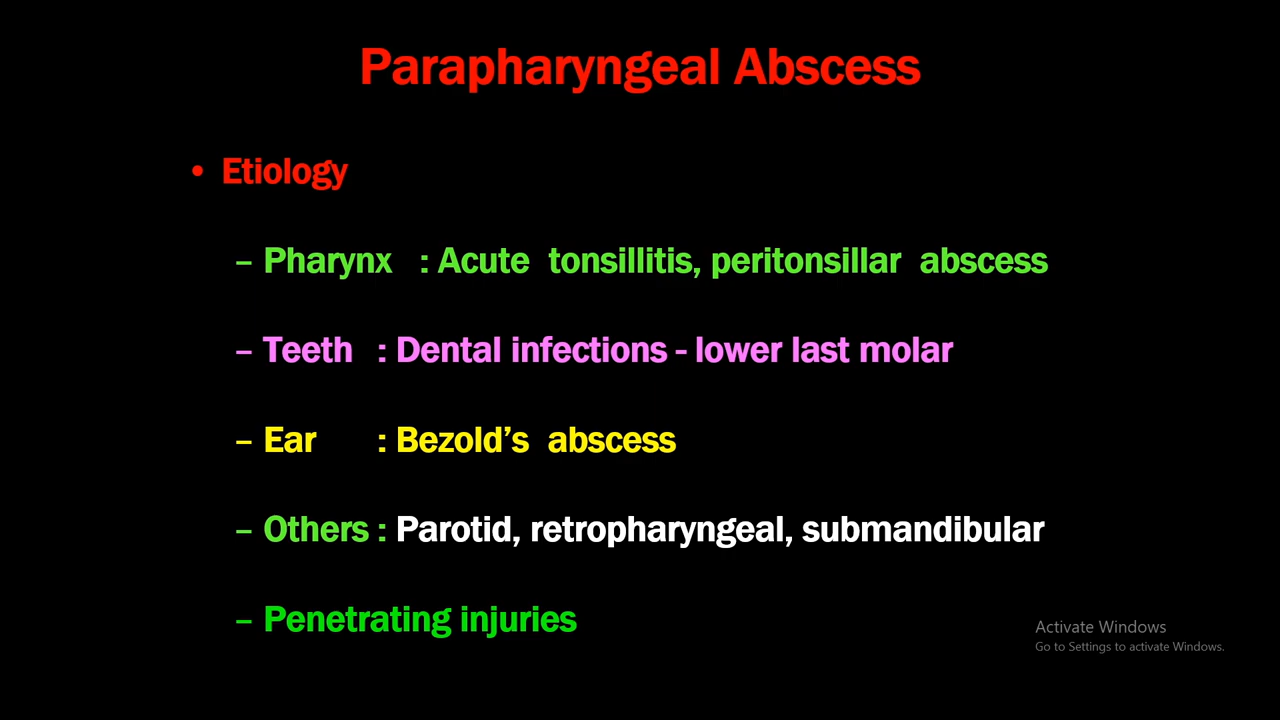 Parapharyngeal Abscess
• Etiology
– Pharynx : Acute tonsillitis, peritonsillar abscess
– Teeth : Dental infections - lower last molar
– Ear : Bezold’s abscess
– Others : Parotid, retropharyngeal, submandibular
– Penetrating injuries
Activate Windows
Go to Settings to activate Windows.